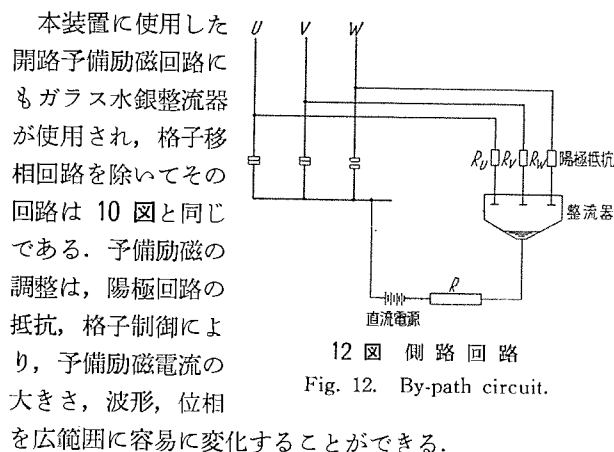 本装置に使用した
開路予備励磁回路に
もガラス水銀整流器
が使用され，格子移
相回路を除いてその
回路は 10 図と同じ
である．予備励磁の
調整は，陽極回路の
抵抗，格子制御によ
り，予備励磁電流の
大きさ，波形，位相
を広範囲に容易に変化することができる．
U V W
RU RV RW 陽極抵抗
整流器
R
直流電源
12 図 側路回路
Fig. 12. By-path circuit.